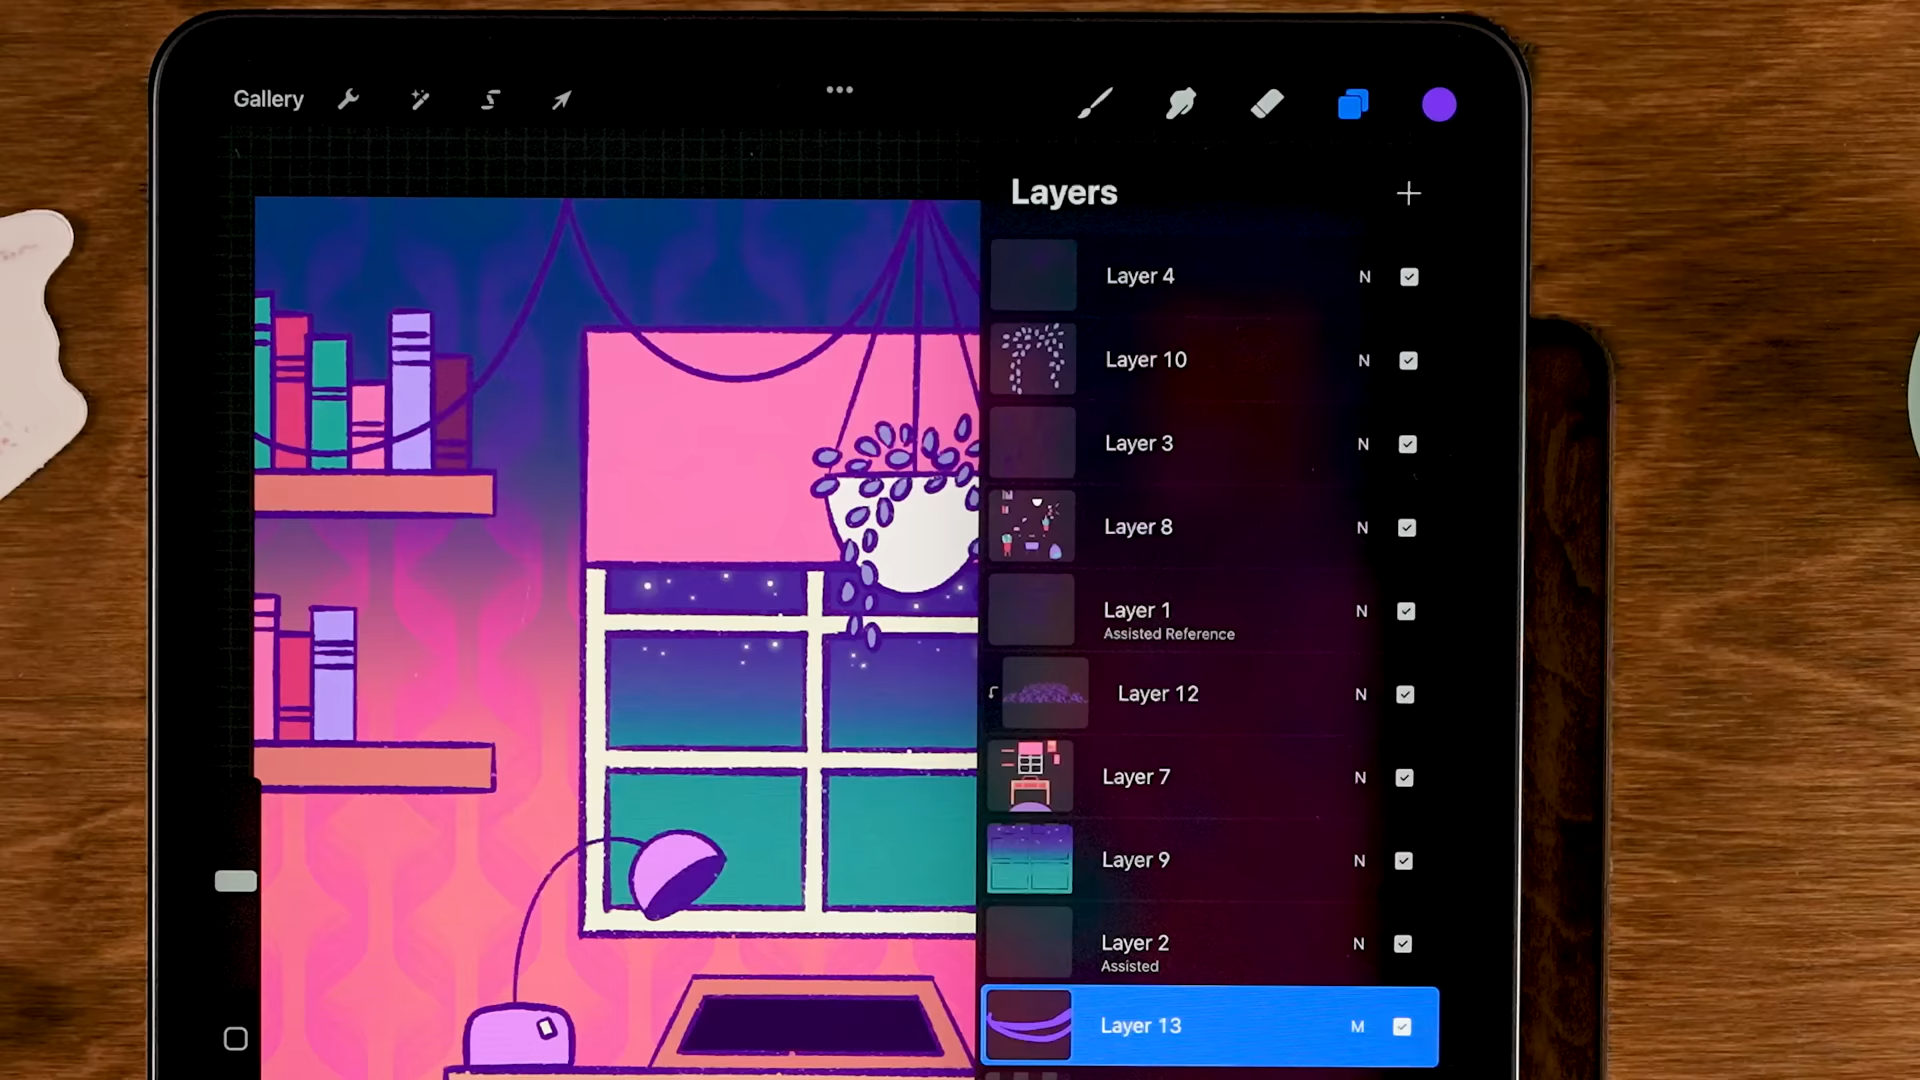 Gallery
Layers
Layer 4 N
Layer 10 N
Layer 3 N
Layer 8 N
Layer 1 N
Assisted Reference
Layer 12 N
Layer 7 N
Layer 9 N
Layer 2 N
Assisted
Layer 13 M